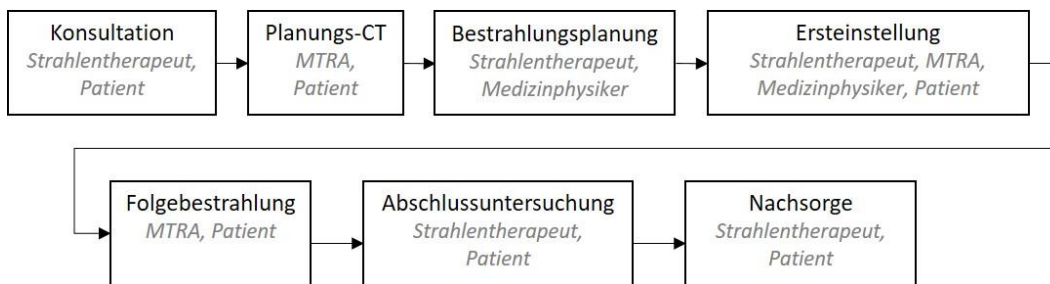 Konsultation
Strahlentherapeut,
Patient
Planungs-CT
MTRA,
Patient
Bestrahlungsplanung
Strahlentherapeut,
Medizinphysiker
Ersteinstellung
Strahlentherapeut, MTRA,
Medizinphysiker, Patient
Folgebestrahlung
MTRA, Patient
Abschlussuntersuchung
Strahlentherapeut,
Patient
Nachsorge
Strahlentherapeut,
Patient